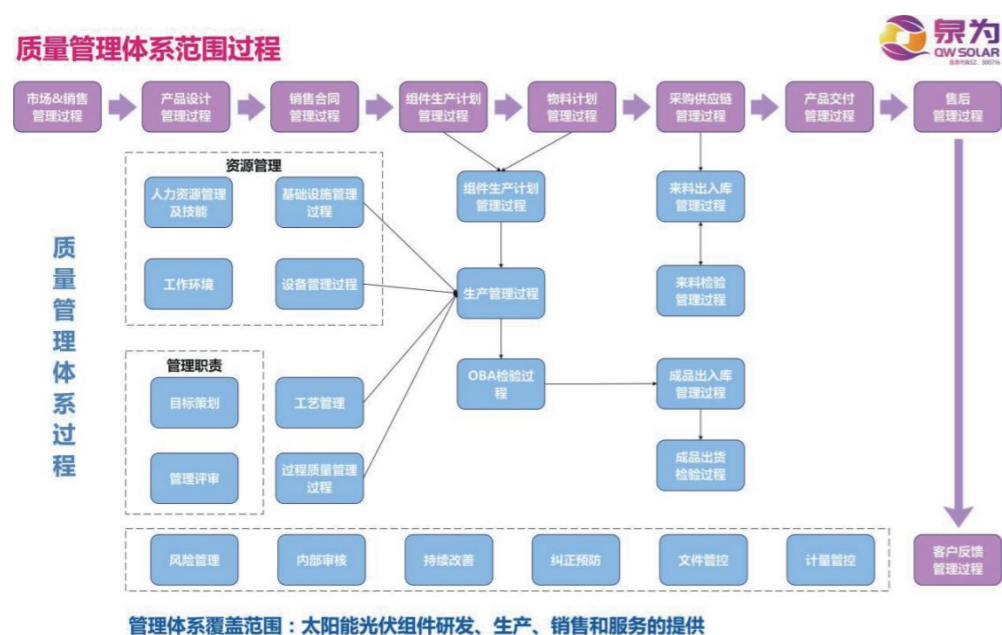 质量管理体系范围过程
泉为
QW SOLAR
市场&销售
管理过程
产品设计
管理过程
销售合同
管理过程
组件生产计划
管理过程
物料计划
管理过程
采购供应链
管理过程
产品交付
管理过程
售后
管理过程
质量管理体系过程
资源管理
人力资源管理
及技能
基础设施管理
过程
工作环境
设备管理过程
组件生产计划
管理过程
来料出入库
管理过程
生产管理过程
来料检验
管理过程
管理职责
目标策划
工艺管理
OBA检验过
程
成品出入库
管理过程
管理评审
过程质量管理
过程
成品出货
检验过程
风险管理
内部审核
持续改善
纠正预防
文件管控
计量管控
客户反馈
管理过程
管理体系覆盖范围：太阳能光伏组件研发、生产、销售和服务的提供